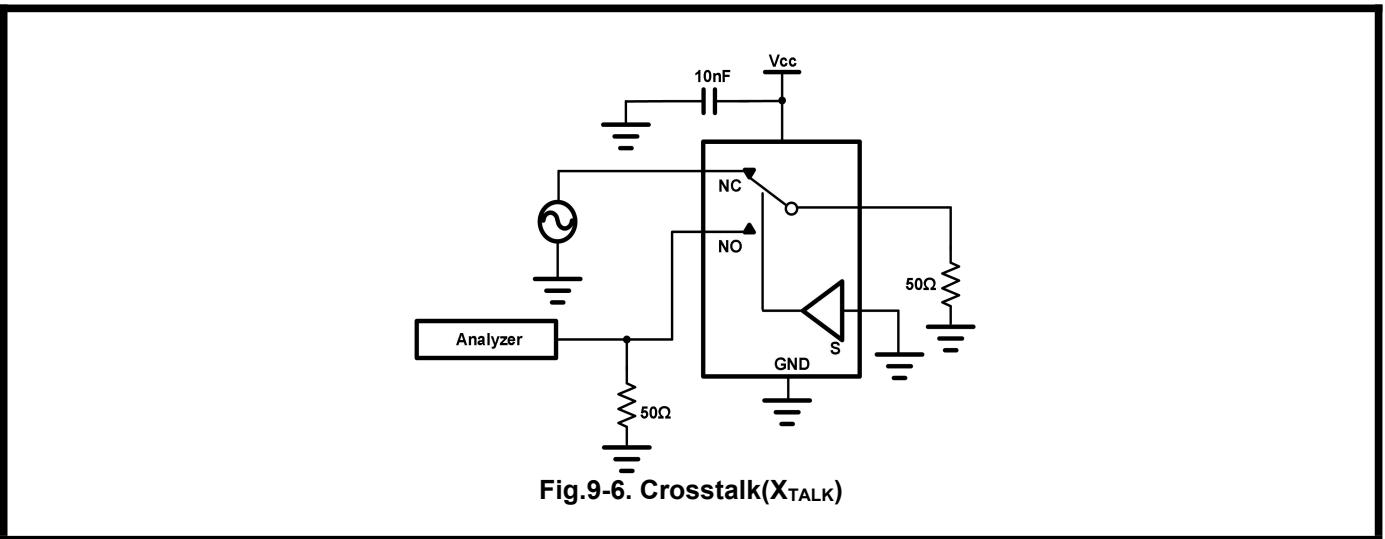 Vcc
10nF
NC
NO
50Ω
Analyzer
S
GND
50Ω
Fig.9-6. Crosstalk(XTALK)